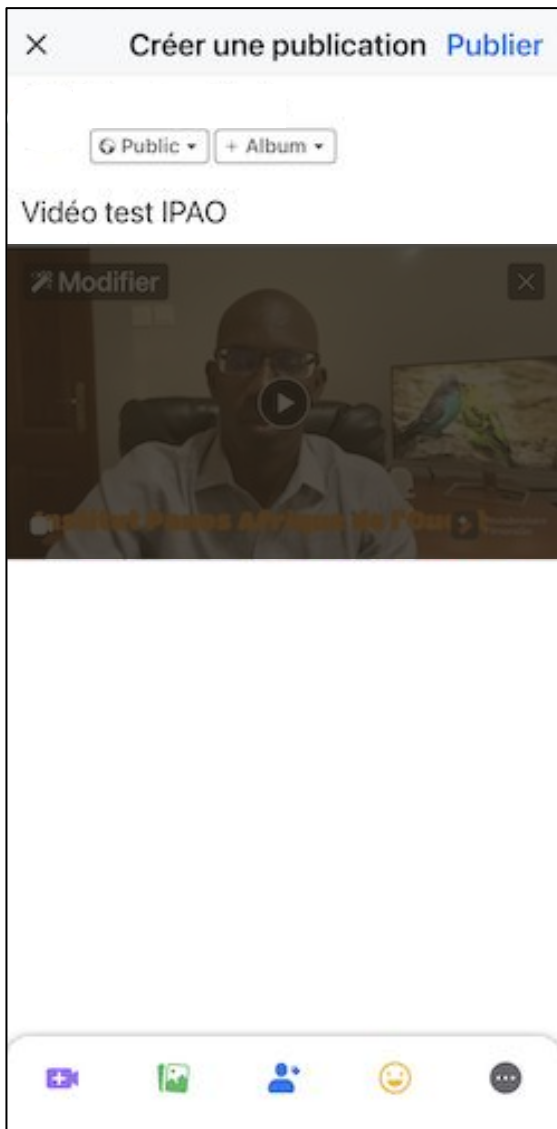 Créer une publication Publier
Public + Album
Vidéo test IPAO
Modifier
Institut Panos Afrique de l'Ouest